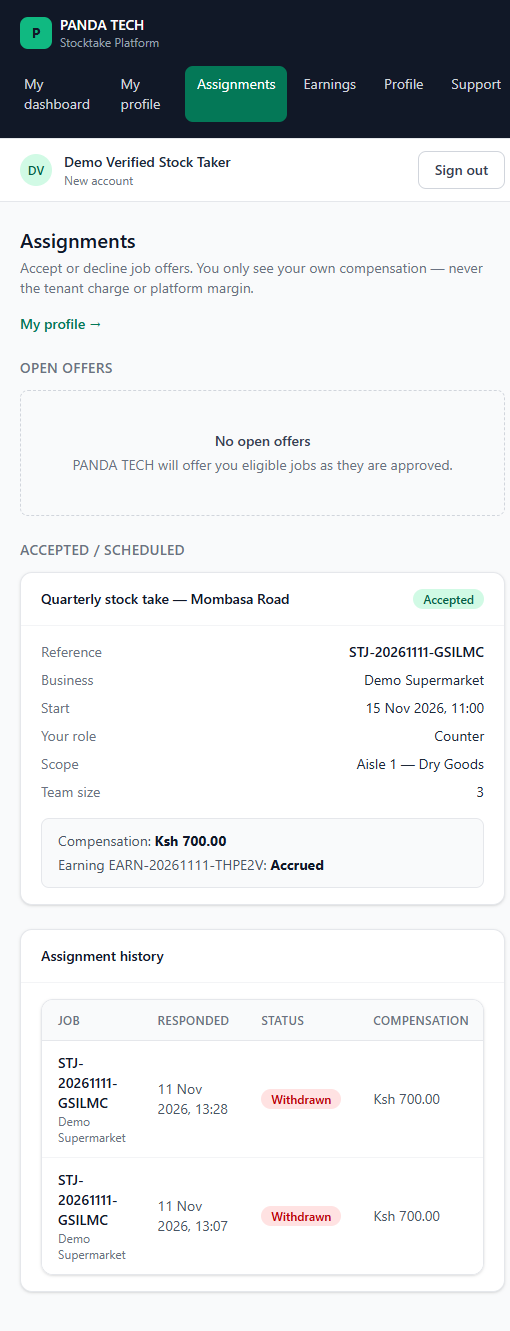 P
PANDA TECH
Stocktake Platform
My dashboard
My profile
Assignments
Earnings
Profile
Support
DV
Demo Verified Stock Taker
New account
Sign out
Assignments
Accept or decline job offers. You only see your own compensation — never
the tenant charge or platform margin.
My profile →
OPEN OFFERS
No open offers
PANDA TECH will offer you eligible jobs as they are approved.
ACCEPTED / SCHEDULED
Quarterly stock take — Mombasa Road
Accepted
Reference STJ-20261111-GSILMC
Business Demo Supermarket
Start 15 Nov 2026, 11:00
Your role Counter
Scope Aisle 1 — Dry Goods
Team size 3
Compensation: Ksh 700.00
Earning EARN-20261111-THPE2V: Accrued
Assignment history
JOB RESPONDED STATUS COMPENSATION
STJ-
20261111-
GSILMC
Demo
Supermarket
11 Nov
2026, 13:28
Withdrawn
Ksh 700.00
STJ-
20261111-
GSILMC
Demo
Supermarket
11 Nov
2026, 13:07
Withdrawn
Ksh 700.00